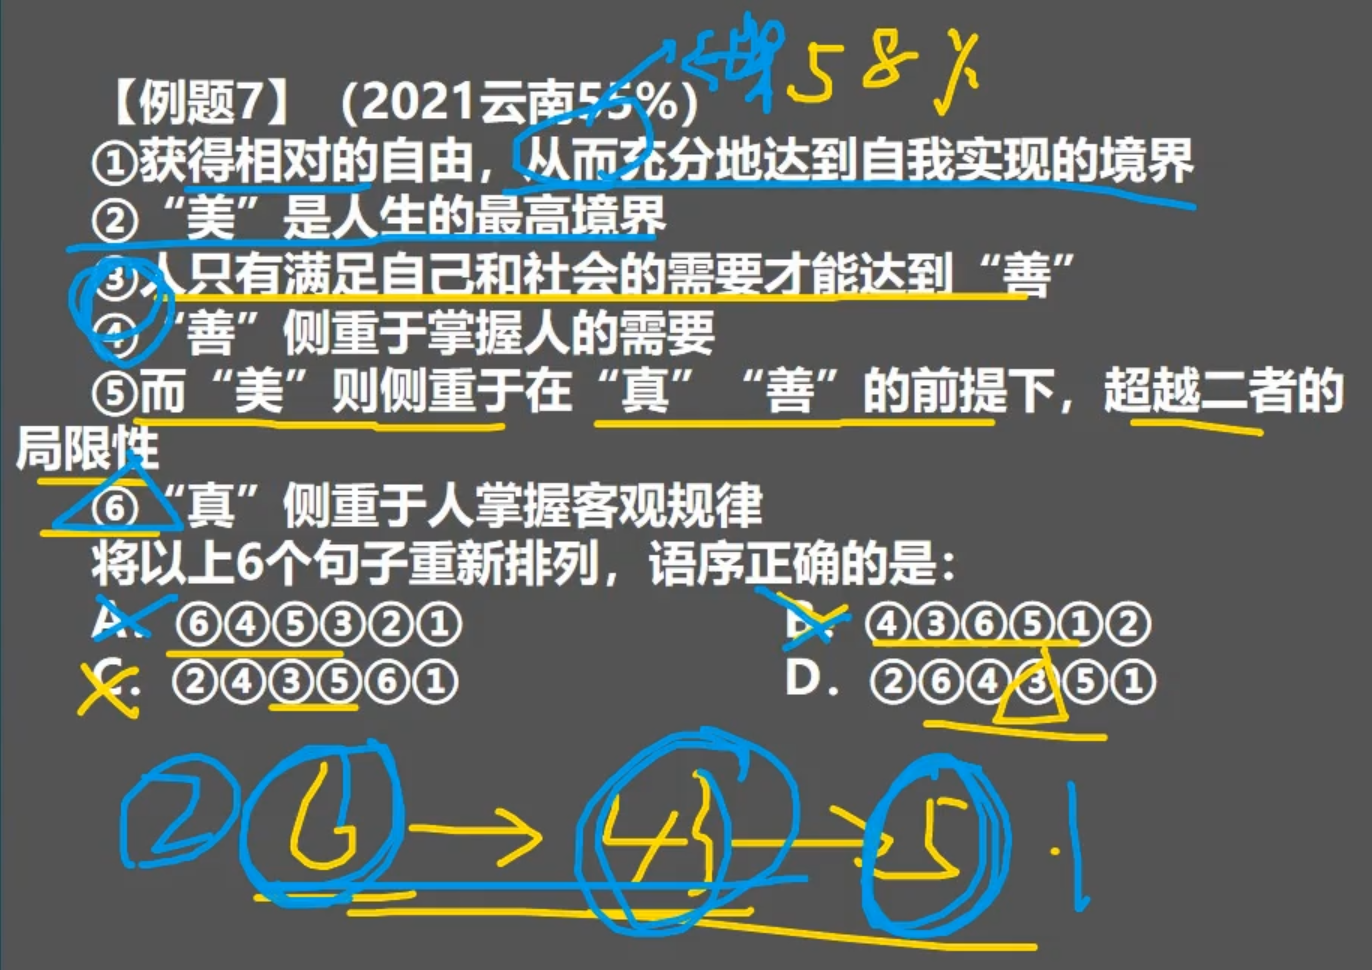 58%
【例题7】（2021云南55%）
①获得相对的自由，从而充分地达到自我实现的境界
②“美”是人生的最高境界
③人只有满足自己和社会的需要才能达到“善”
④“善”侧重于掌握人的需要
⑤而“美”则侧重于在“真”“善”的前提下，超越二者的
局限性
⑥“真”侧重于人掌握客观规律
将以上6个句子重新排列，语序正确的是：
A. ⑥④⑤③②① B. ④③⑥⑤①②
C. ②④③⑤⑥① D. ②⑥④③⑤①
2 6 → 43 → 5 . 1